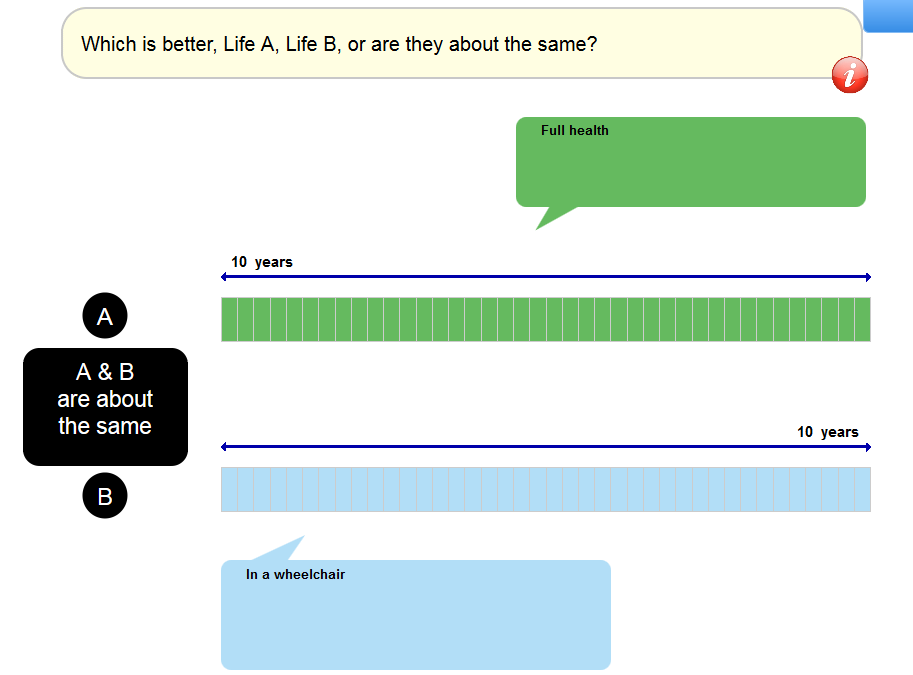 Which is better, Life A, Life B, or are they about the same?
i
Full health
10 years
A
A & B
are about
the same
10 years
B
In a wheelchair